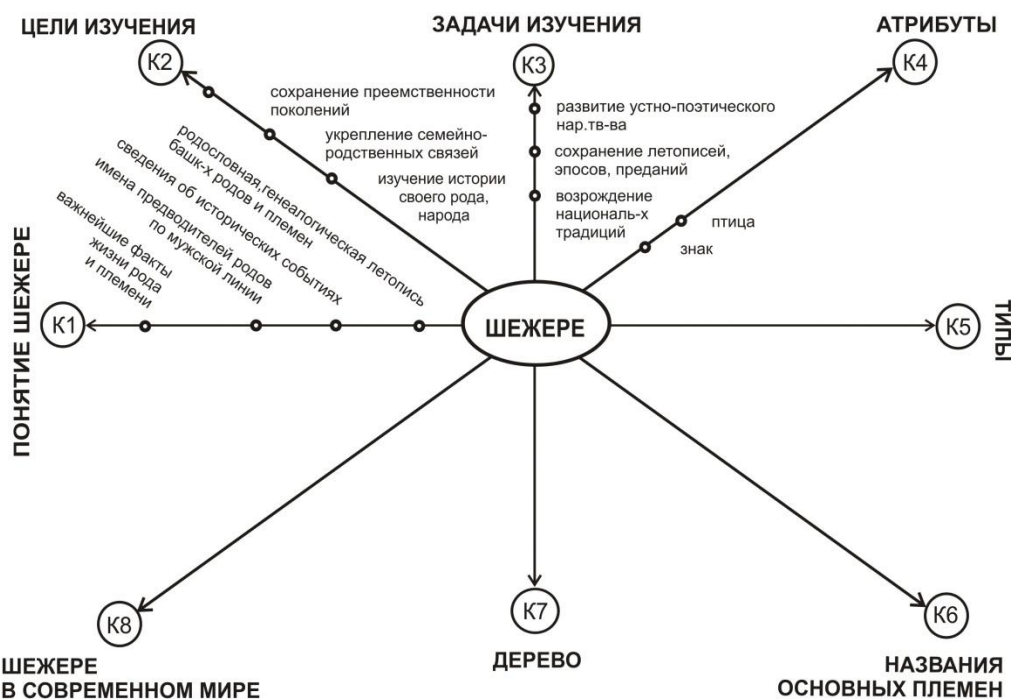 ЦЕЛИ ИЗУЧЕНИЯ
К2
сохранение преемственности
поколений
укрепление семейно-
родственных связей
изучение истории
своего рода,
народа
ЗАДАЧИ ИЗУЧЕНИЯ
К3
развитие устно-поэтического
нар.тв-ва
сохранение летописей,
эпосов, преданий
возрождение
националь-х
традиций
АТРИБУТЫ
К4
птица
знак
ПОНЯТИЕ ШЕЖЕРЕ
К1
родословная,генеалогическая летопись
башк-х родов и племен
сведения об исторических событиях
имена предводителей родов
по мужской линии
важнейшие факты
жизни рода
и племени
ШЕЖЕРЕ
К5
ТИПЫ
К8
ШЕЖЕРЕ
В СОВРЕМЕННОМ МИРЕ
К7
ДЕРЕВО
К6
НАЗВАНИЯ
ОСНОВНЫХ ПЛЕМЕН